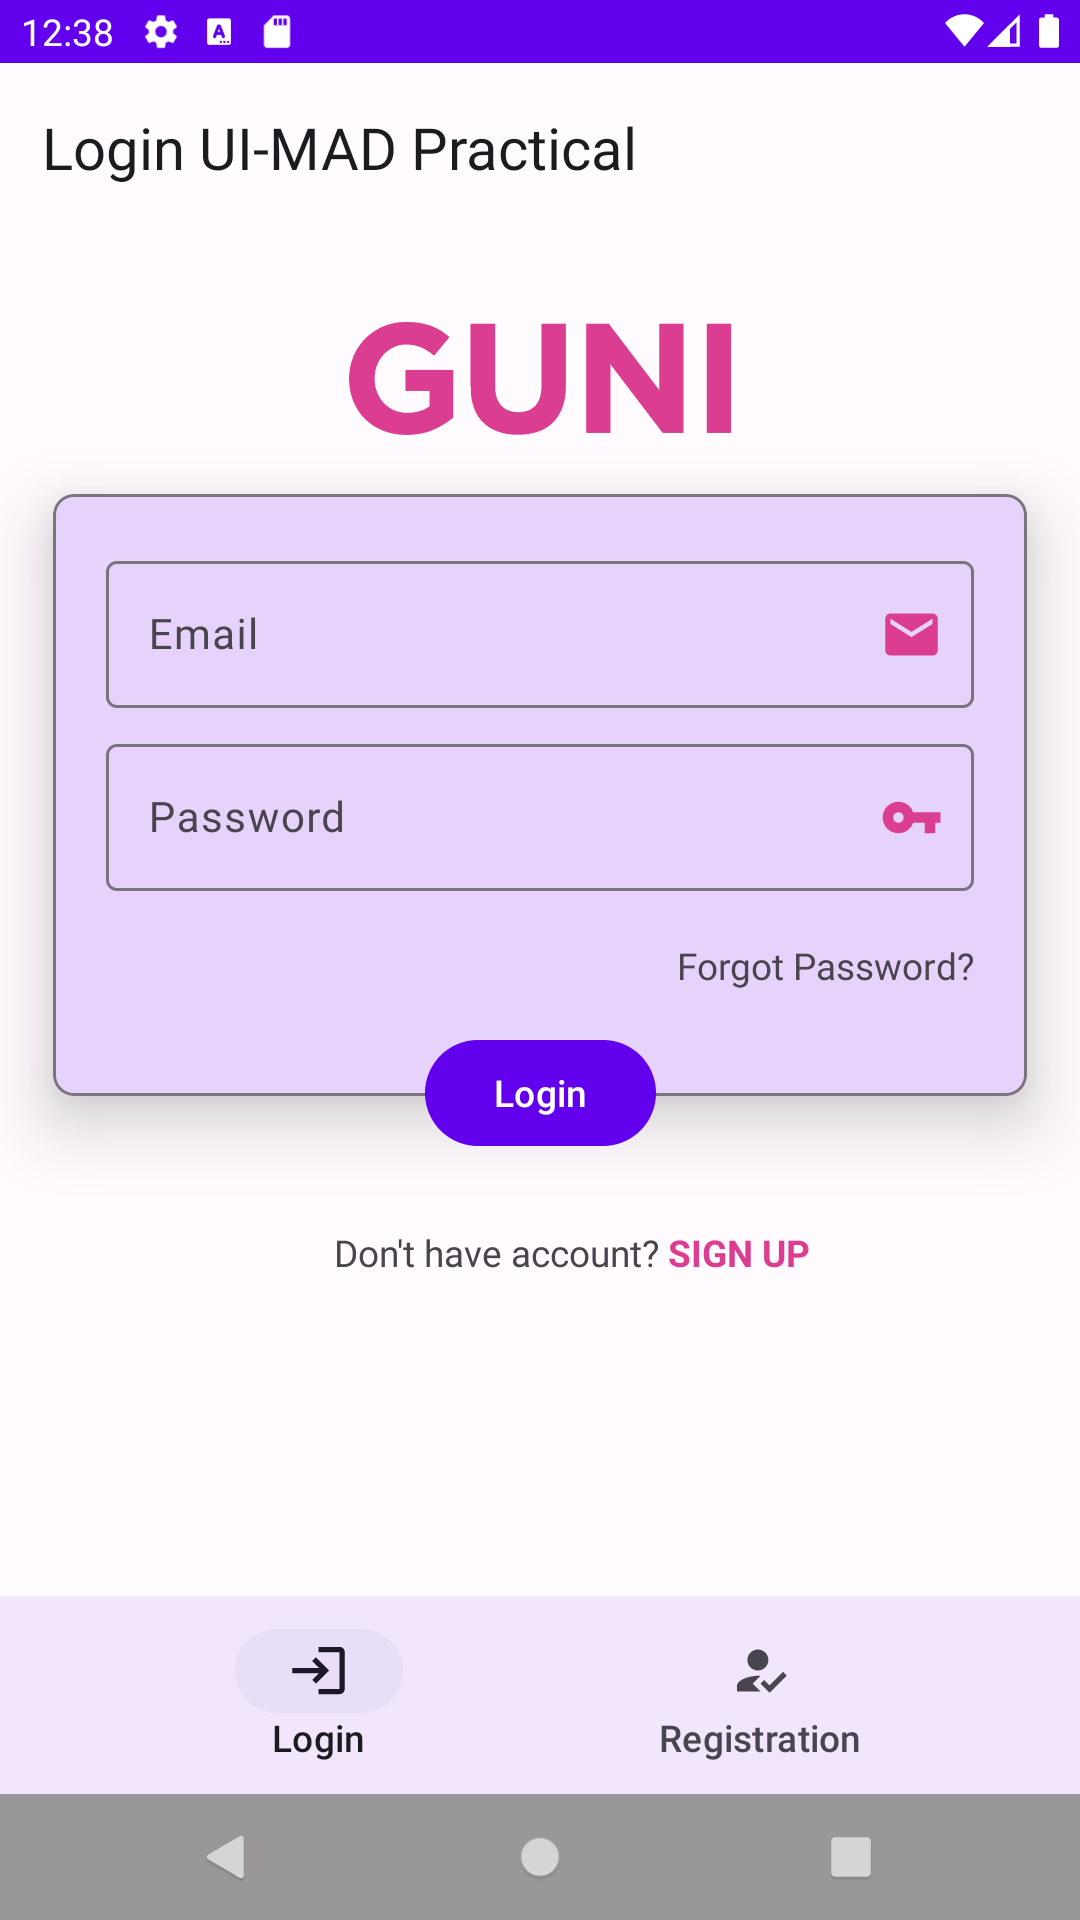 12:38
Login UI-MAD Practical
GUNI
Email
Password
Forgot Password?
Login
Don't have account? SIGN UP
Login
Registration